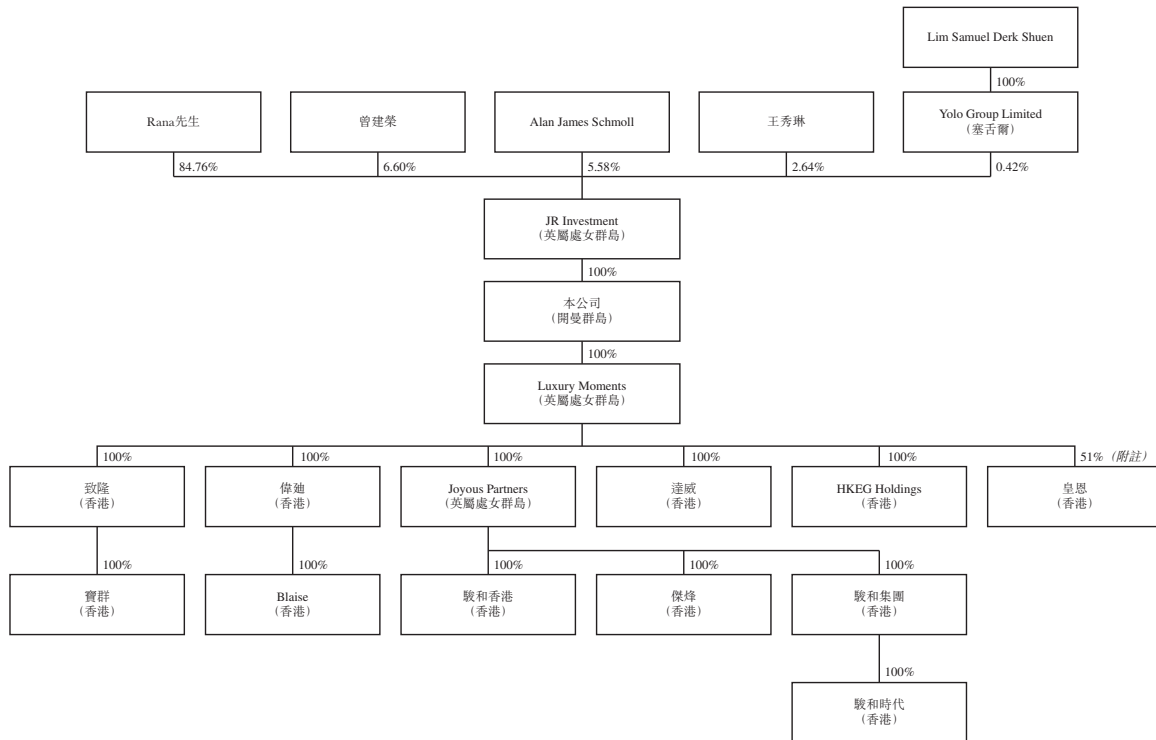 Lim Samuel Derk Shuen
100%
Rana先生
曾建榮
Alan James Schmoll
王秀琳
Yolo Group Limited
(塞舌爾)
84.76%
6.60%
5.58%
2.64%
0.42%
JR Investment
(英屬處女群島)
100%
本公司
(開曼群島)
100%
Luxury Moments
(英屬處女群島)
100%
100%
100%
100%
100%
51% (附註)
致隆
(香港)
偉廸
(香港)
Joyous Partners
(英屬處女群島)
達威
(香港)
HKEG Holdings
(香港)
皇恩
(香港)
100%
100%
100%
100%
100%
寶群
(香港)
Blaise
(香港)
駿和香港
(香港)
傑烽
(香港)
駿和集團
(香港)
100%
駿和時代
(香港)